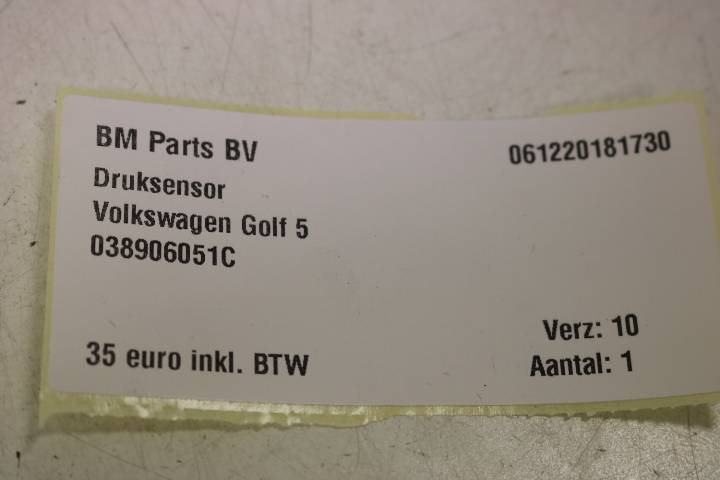 BM Parts BV
061220181730
Druksensor
Volkswagen Golf 5
038906051C
Verz: 10
35 euro inkl. BTW
Aantal: 1